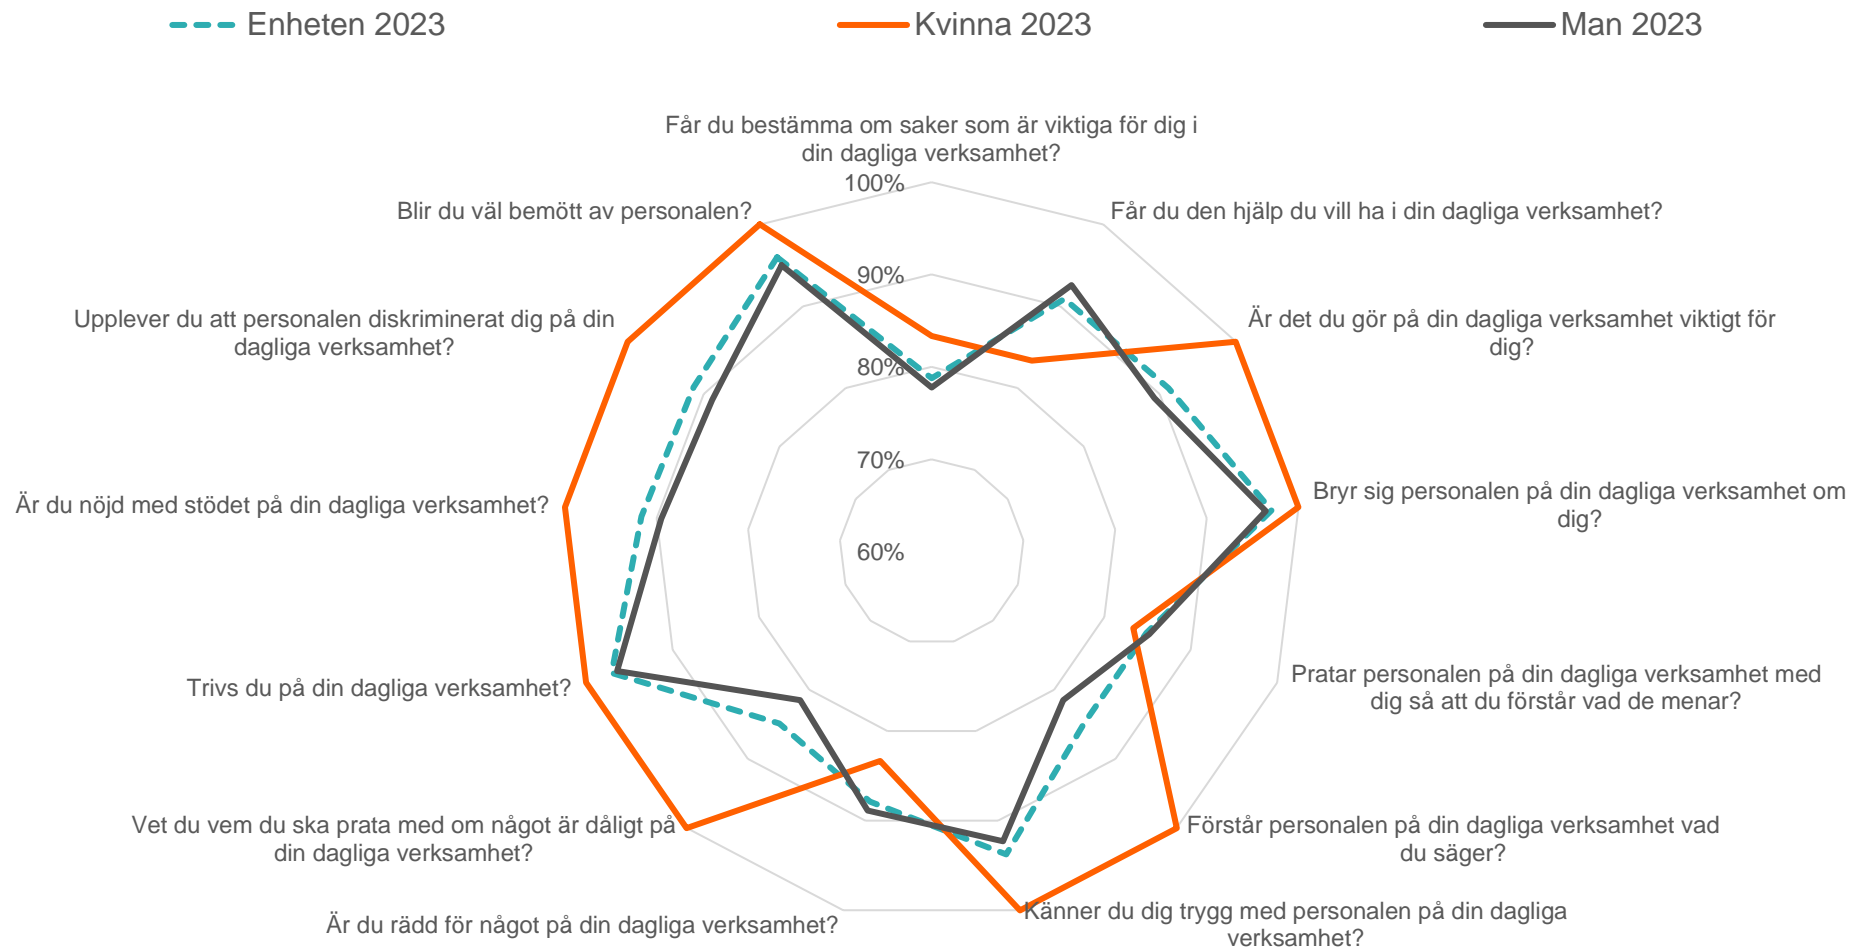 Enheten 2023
Kvinna 2023
Man 2023
Får du bestämma om saker som är viktiga för dig i
din dagliga verksamhet?
Får du den hjälp du vill ha i din dagliga verksamhet?
Är det du gör på din dagliga verksamhet viktigt för
dig?
Bryr sig personalen på din dagliga verksamhet om
dig?
Pratar personalen på din dagliga verksamhet med
dig så att du förstår vad de menar?
Förstår personalen på din dagliga verksamhet vad
du säger?
Känner du dig trygg med personalen på din dagliga
verksamhet?
Är du rädd för något på din dagliga verksamhet?
Vet du vem du ska prata med om något är dåligt på
din dagliga verksamhet?
Trivs du på din dagliga verksamhet?
Är du nöjd med stödet på din dagliga verksamhet?
Upplever du att personalen diskriminerat dig på din
dagliga verksamhet?
Blir du väl bemött av personalen?
100%
90%
80%
70%
60%